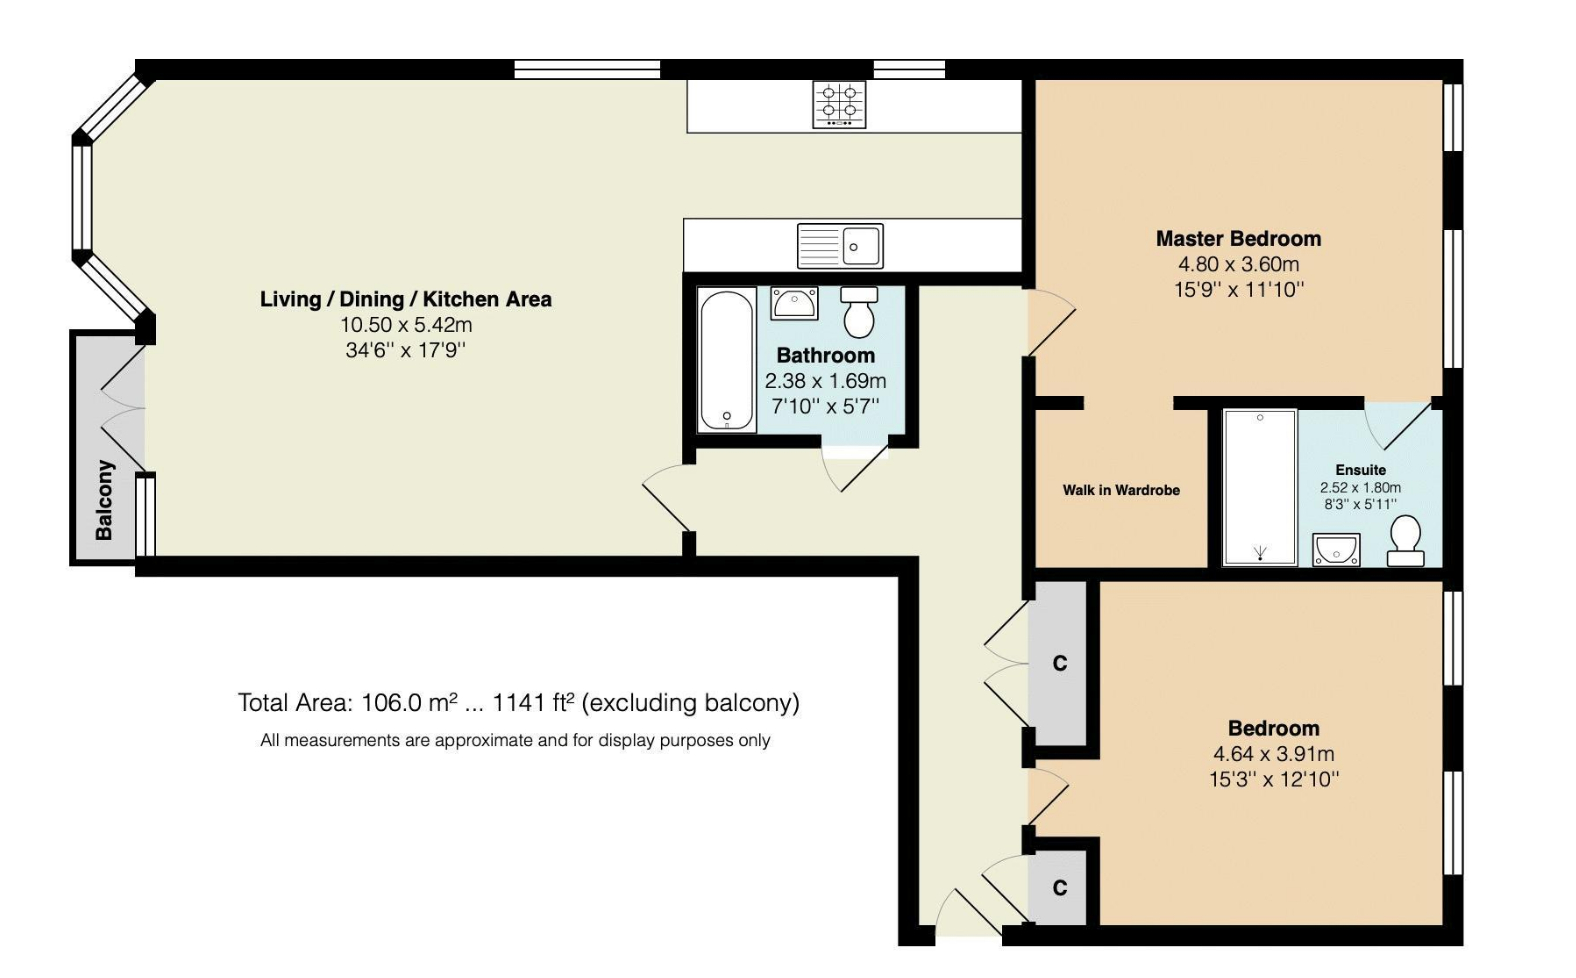 Living / Dining / Kitchen Area
10.50 x 5.42m
34'6'' x 17'9''
Balcony
Bathroom
2.38 x 1.69m
7'10'' x 5'7''
Master Bedroom
4.80 x 3.60m
15'9'' x 11'10''
Walk in Wardrobe
Ensuite
2.52 x 1.80m
8'3'' x 5'11''
C
Bedroom
4.64 x 3.91m
15'3'' x 12'10''
C
Total Area: 106.0 m² ... 1141 ft² (excluding balcony)
All measurements are approximate and for display purposes only